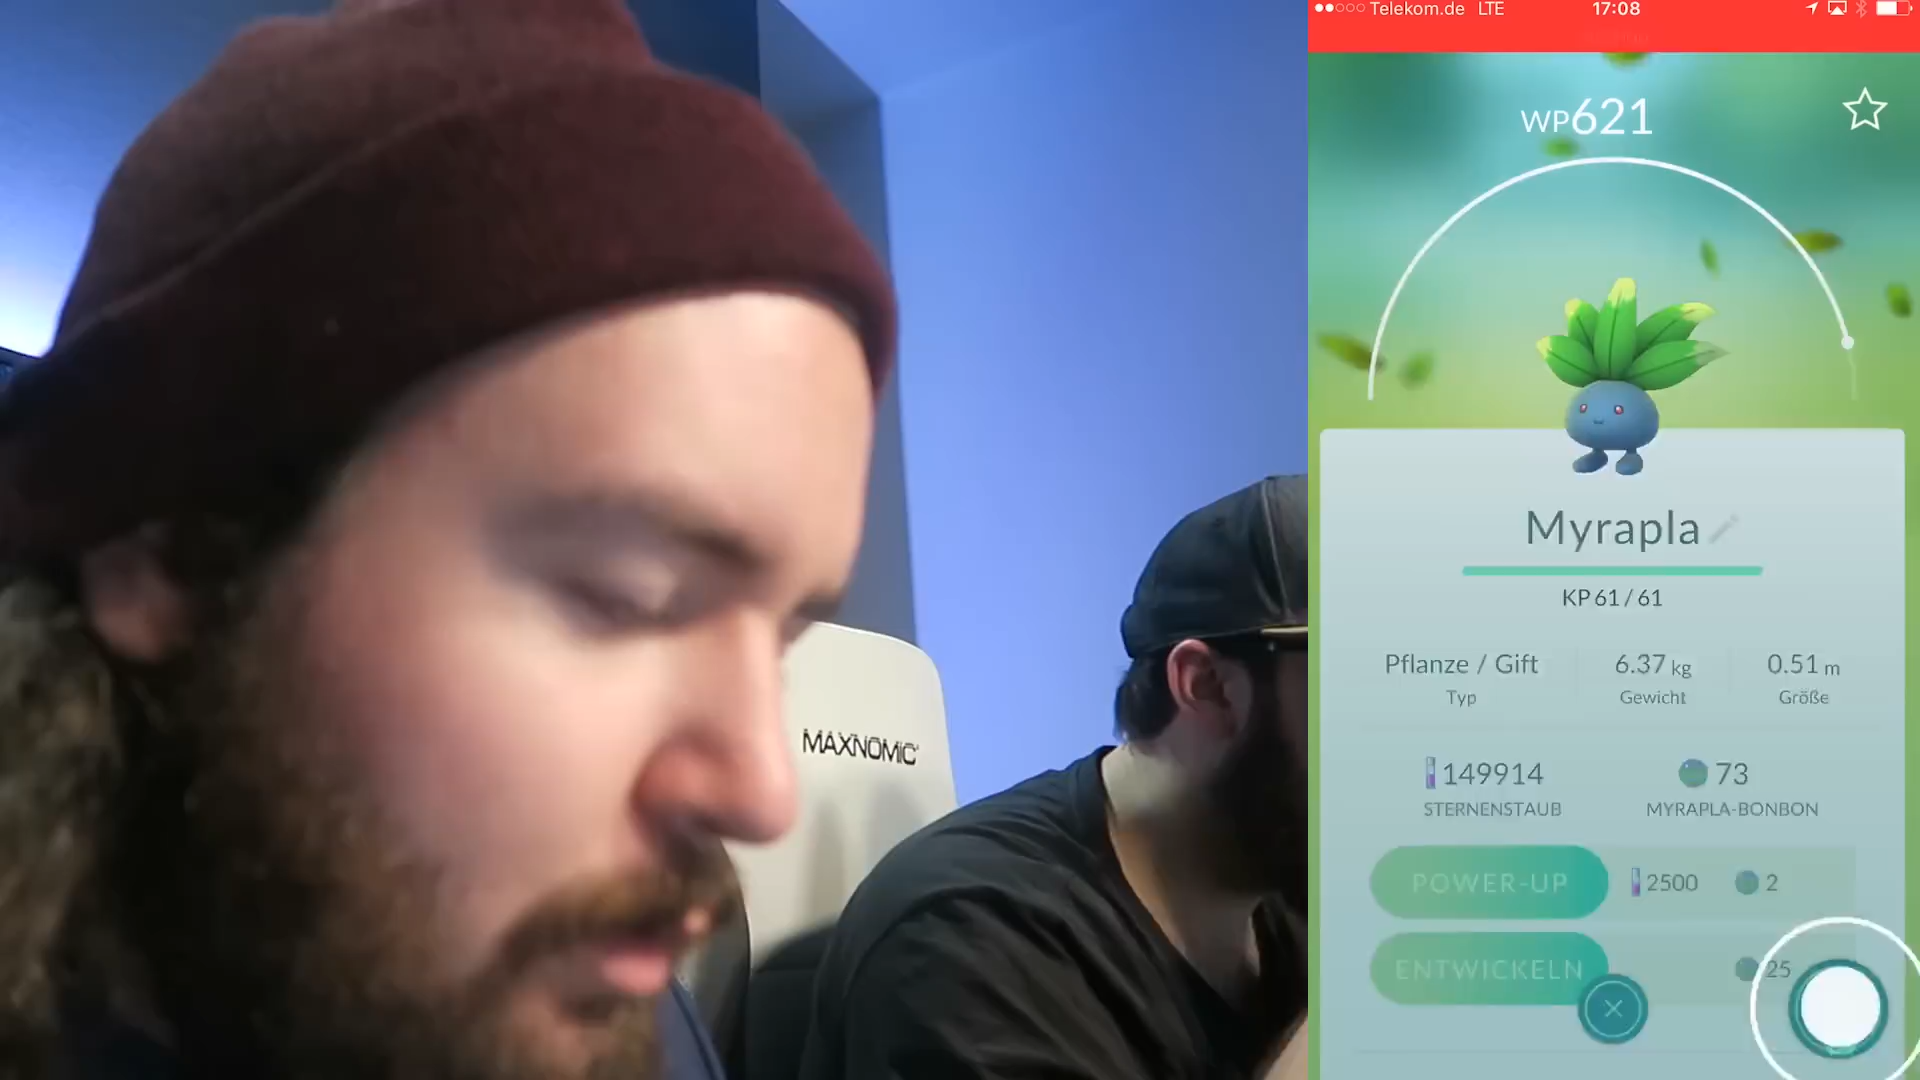 Telekom.de LTE 17:08
WP621
Myrapla
KP 61 / 61
Pflanze / Gift 6.37 kg 0.51 m
Typ Gewicht Größe
149914 73
STERNENSTAUB MYRAPLA-BONBON
POWER-UP 2500 2
ENTWICKELN 25
MAXNOMIC